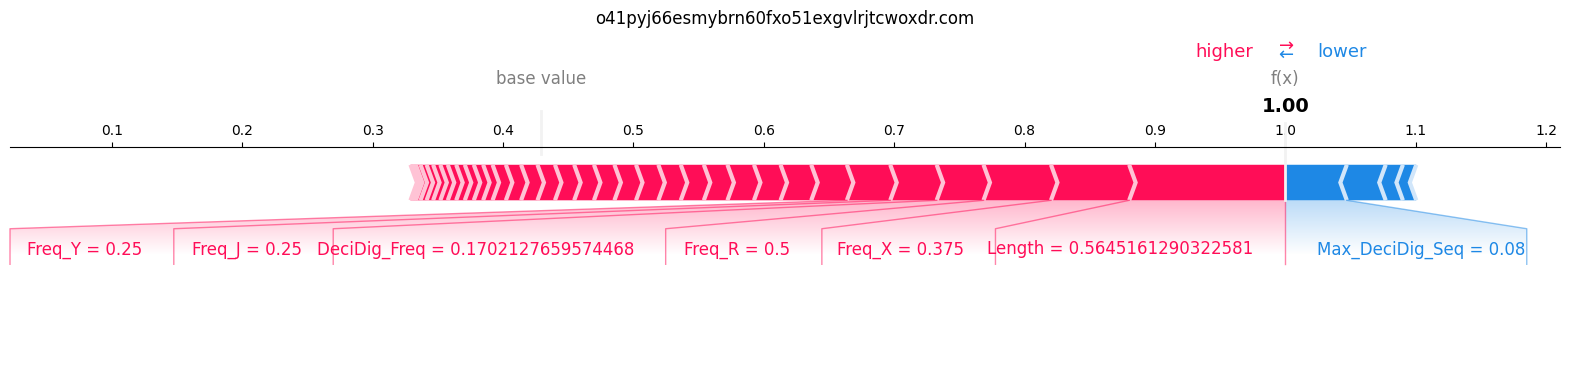 o41pyj66esmybrn60fxo51exgvlrjtcwoxdr.com
higher → ← lower
base value f(x)
1.00
0.1 0.2 0.3 0.4 0.5 0.6 0.7 0.8 0.9 1.0 1.1 1.2
Freq_Y = 0.25 Freq_J = 0.25 DeciDig_Freq = 0.1702127659574468 Freq_R = 0.5 Freq_X = 0.375 Length = 0.5645161290322581 Max_DeciDig_Seq = 0.08